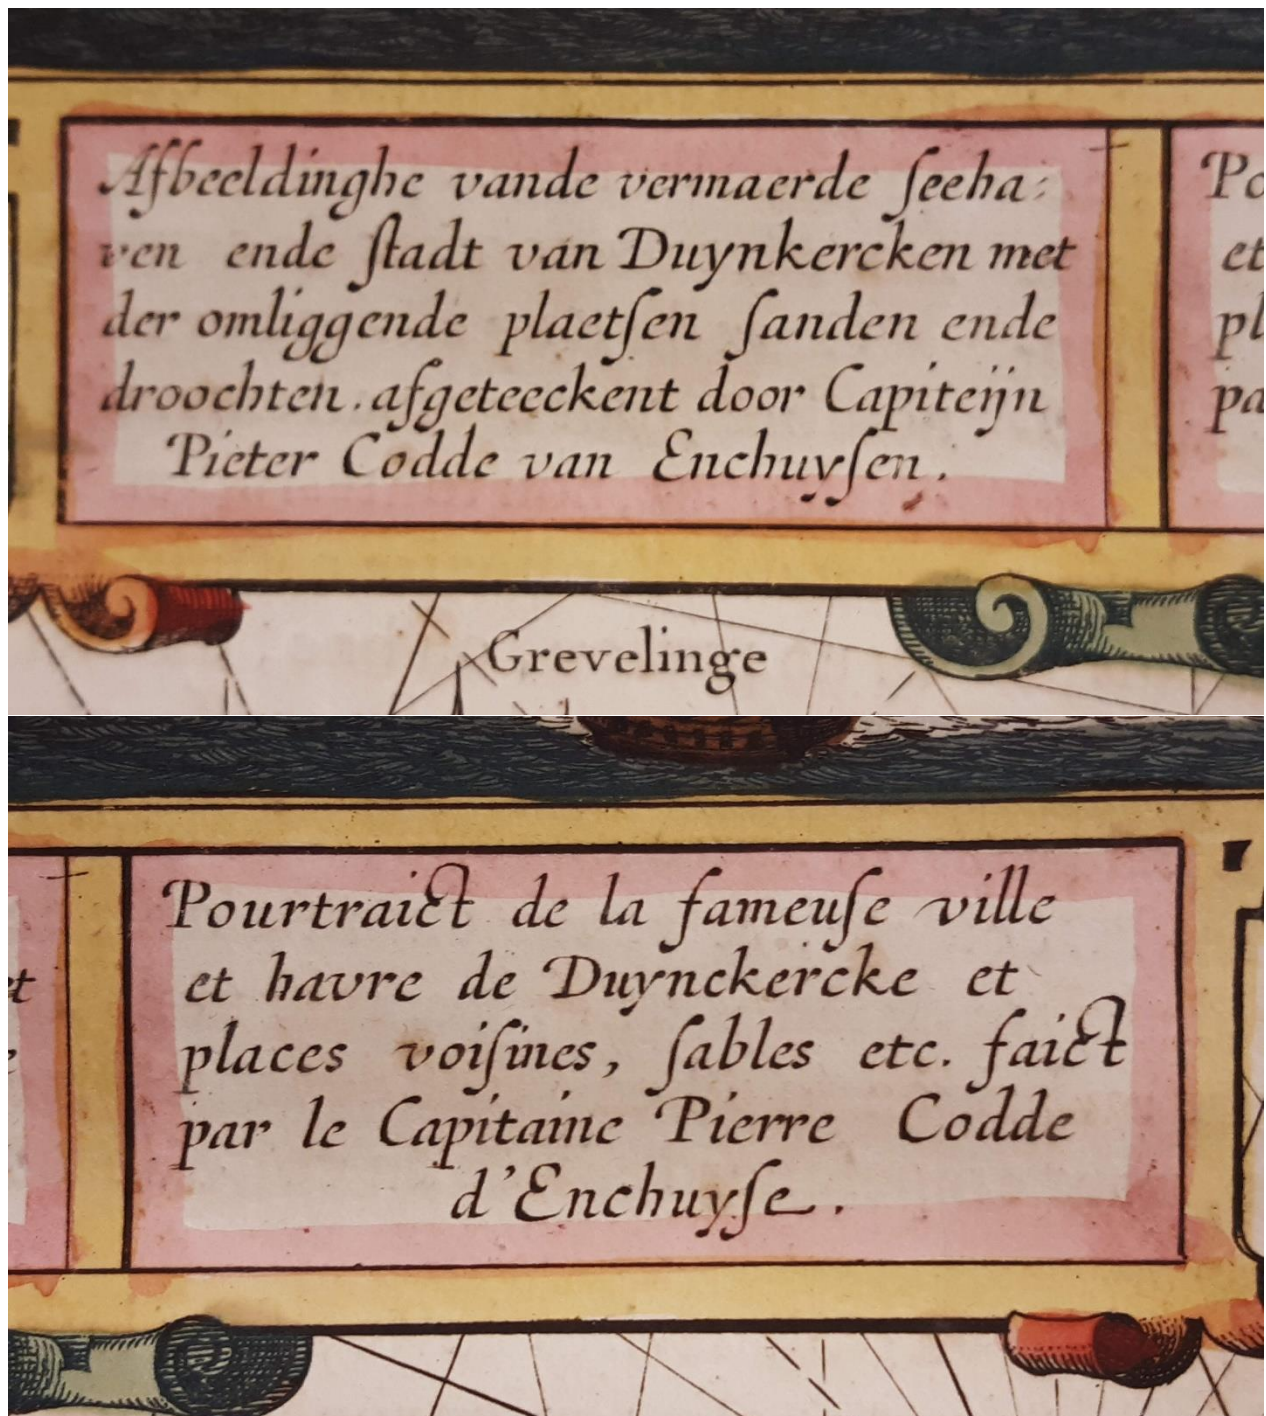 Afbeeldinghe vande vermaerde ſeeha:
ven ende ſtadt van Duynkercken met
der omliggende plaetſen ſanden ende
droochten. afgeteeckent door Capiteijn
Pieter Codde van Enchuyſen.
Grevelinge
Pourtraict de la fameuſe ville
et havre de Duynckercke et
places voiſines, ſables etc. faict
par le Capitaine Pierre Codde
d'Enchuyſe.